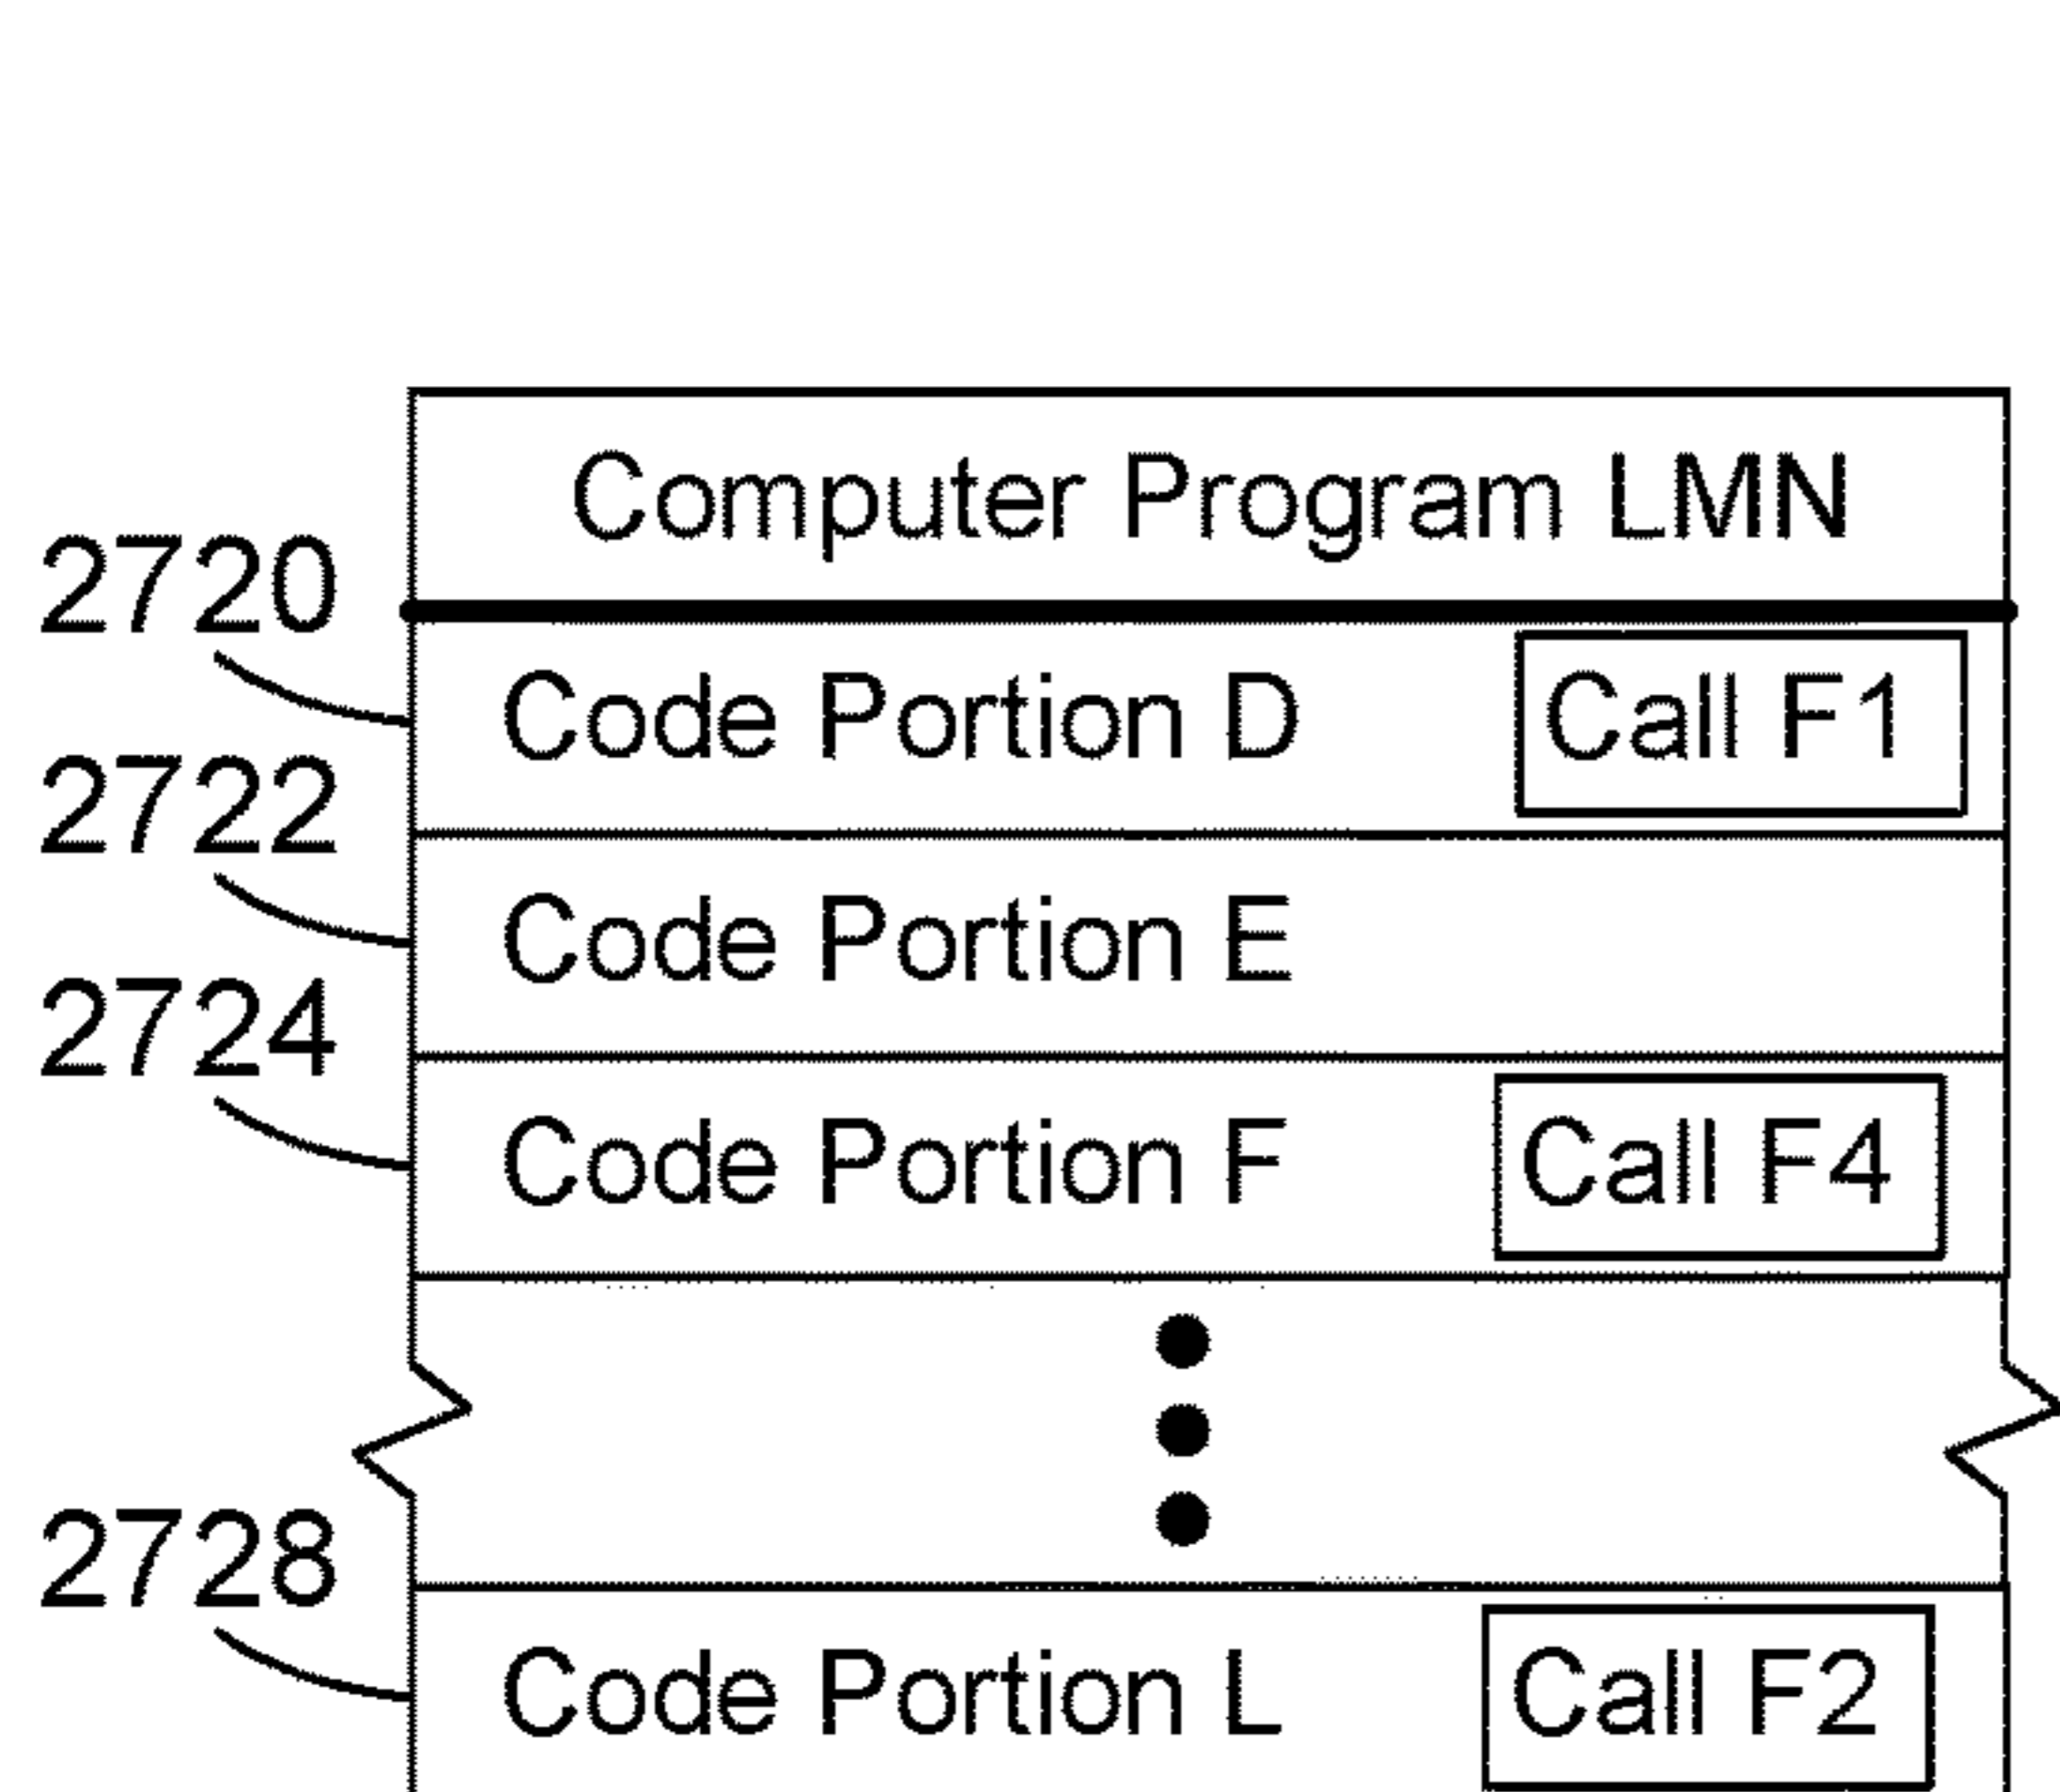 Computer Program LMN
2720
Code Portion D Call F1
2722
Code Portion E
2724
Code Portion F Call F4
2728
Code Portion L Call F2